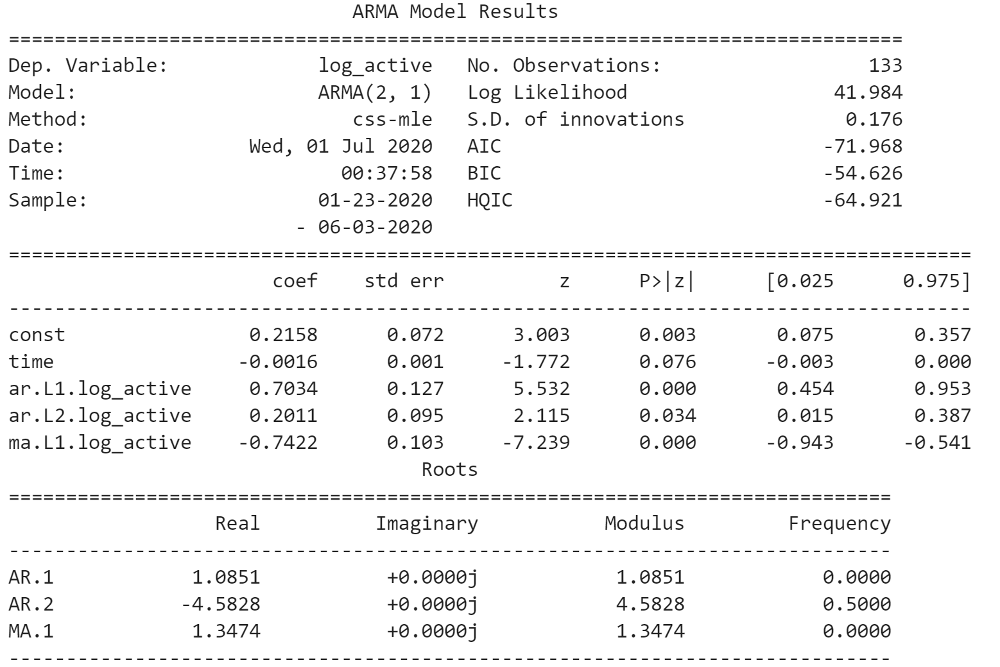 ARMA Model Results
==============================================================================
Dep. Variable: log_active No. Observations: 133
Model: ARMA(2, 1) Log Likelihood 41.984
Method: css-mle S.D. of innovations 0.176
Date: Wed, 01 Jul 2020 AIC -71.968
Time: 00:37:58 BIC -54.626
Sample: 01-23-2020 HQIC -64.921
- 06-03-2020
====================================================================================
coef std err z P>|z| [0.025 0.975]
------------------------------------------------------------------------------------
const 0.2158 0.072 3.003 0.003 0.075 0.357
time -0.0016 0.001 -1.772 0.076 -0.003 0.000
ar.L1.log_active 0.7034 0.127 5.532 0.000 0.454 0.953
ar.L2.log_active 0.2011 0.095 2.115 0.034 0.015 0.387
ma.L1.log_active -0.7422 0.103 -7.239 0.000 -0.943 -0.541
Roots
=============================================================================
Real Imaginary Modulus Frequency
-----------------------------------------------------------------------------
AR.1 1.0851 +0.0000j 1.0851 0.0000
AR.2 -4.5828 +0.0000j 4.5828 0.5000
MA.1 1.3474 +0.0000j 1.3474 0.0000
-----------------------------------------------------------------------------